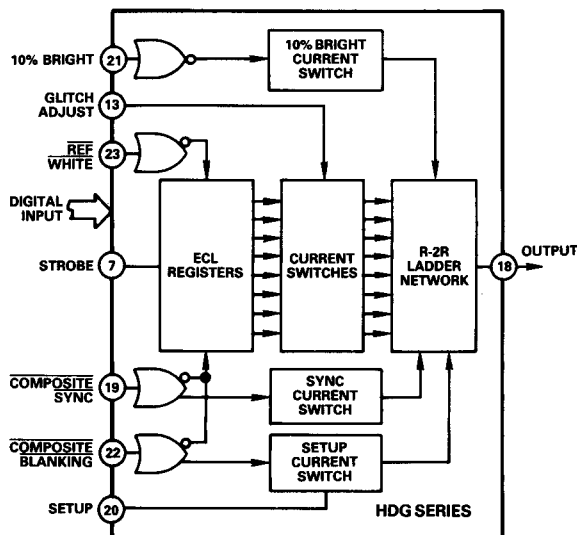 10% BRIGHT
21
10% BRIGHT
CURRENT
SWITCH
GLITCH
ADJUST
13
REF
WHITE
23
DIGITAL
INPUT
STROBE
7
ECL
REGISTERS
CURRENT
SWITCHES
R-2R
LADDER
NETWORK
18
OUTPUT
COMPOSITE
SYNC
19
SYNC
CURRENT
SWITCH
COMPOSITE
BLANKING
22
SETUP
CURRENT
SWITCH
SETUP
20
HDG SERIES